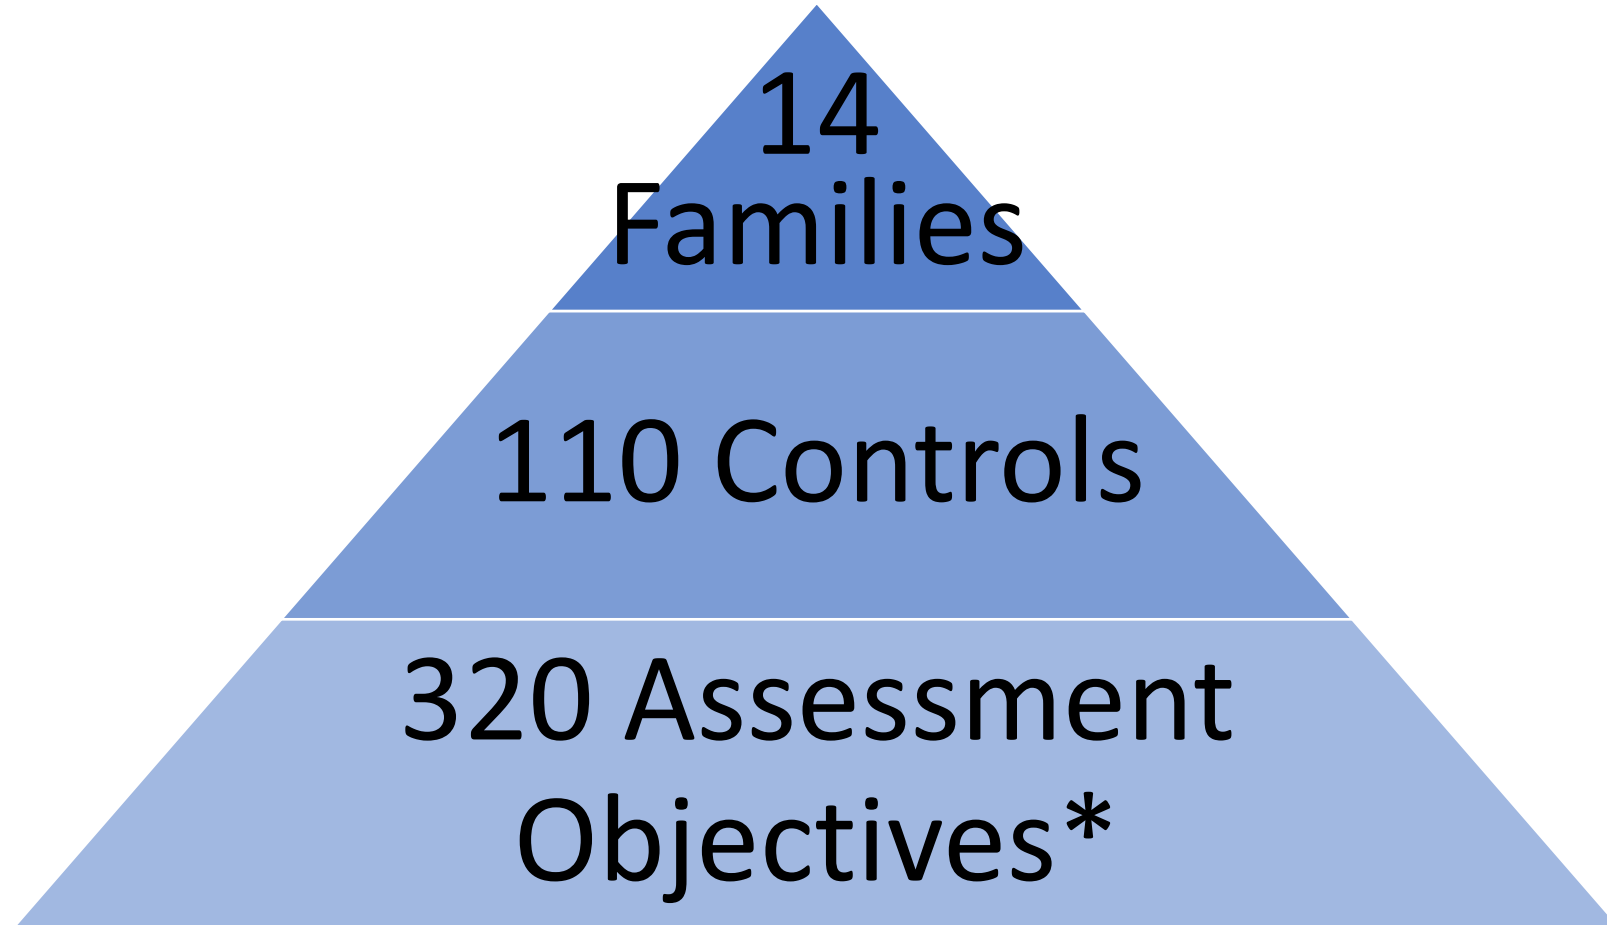 14
Families
110 Controls
320 Assessment
Objectives*